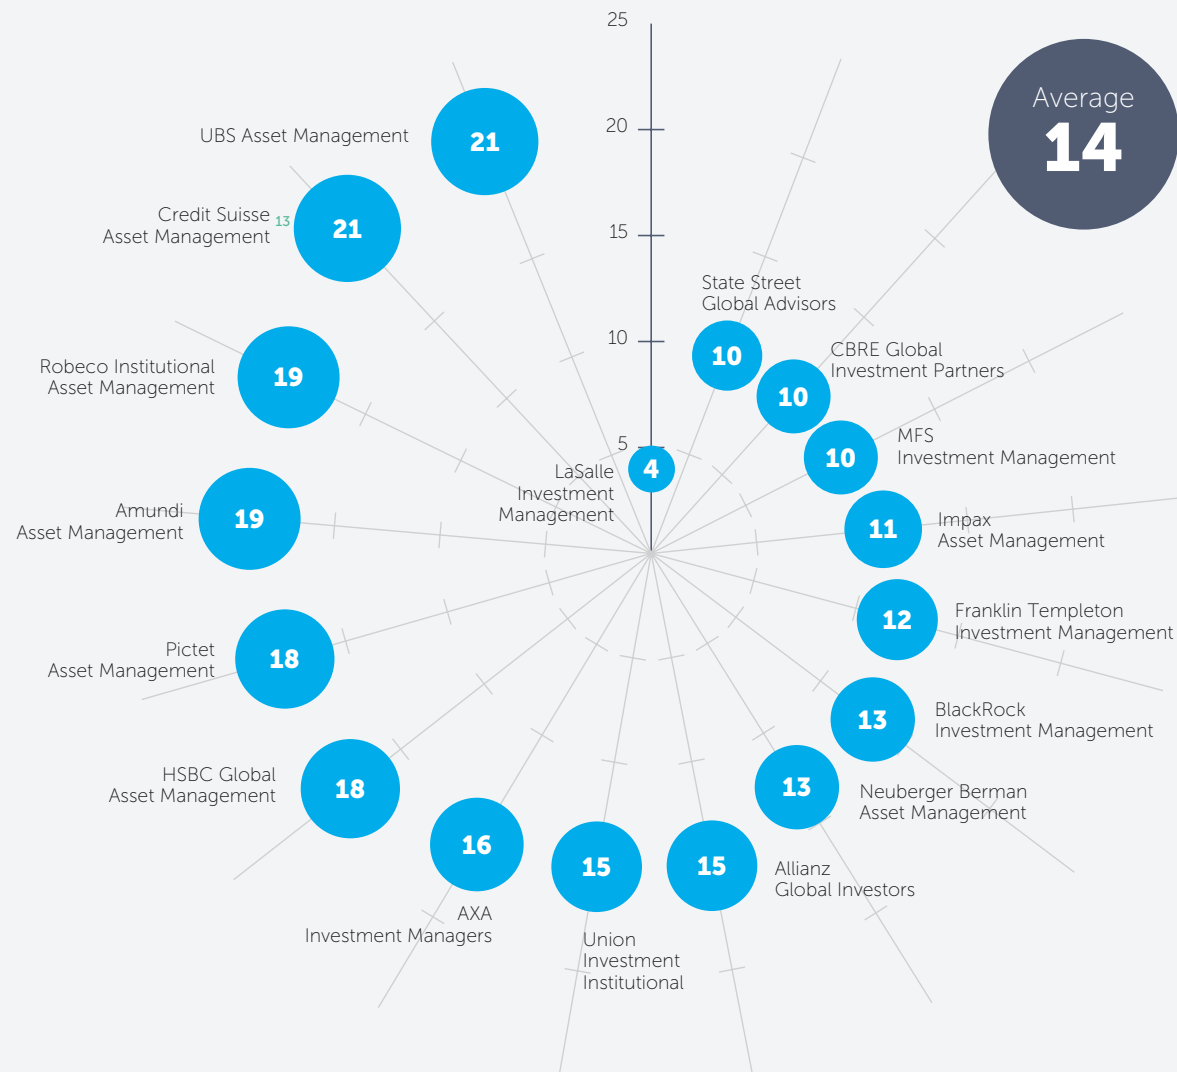 25
20
15
10
5
Average
14
UBS Asset Management
21
Credit Suisse 13
Asset Management
21
Robeco Institutional
Asset Management
19
Amundi
Asset Management
19
Pictet
Asset Management
18
HSBC Global
Asset Management
18
AXA
Investment Managers
16
Union
Investment
Institutional
15
Allianz
Global Investors
15
Neuberger Berman
Asset Management
13
BlackRock
Investment Management
13
Franklin Templeton
Investment Management
12
Impax
Asset Management
11
MFS
Investment Management
10
CBRE Global
Investment Partners
10
State Street
Global Advisors
10
LaSalle
Investment
Management
4